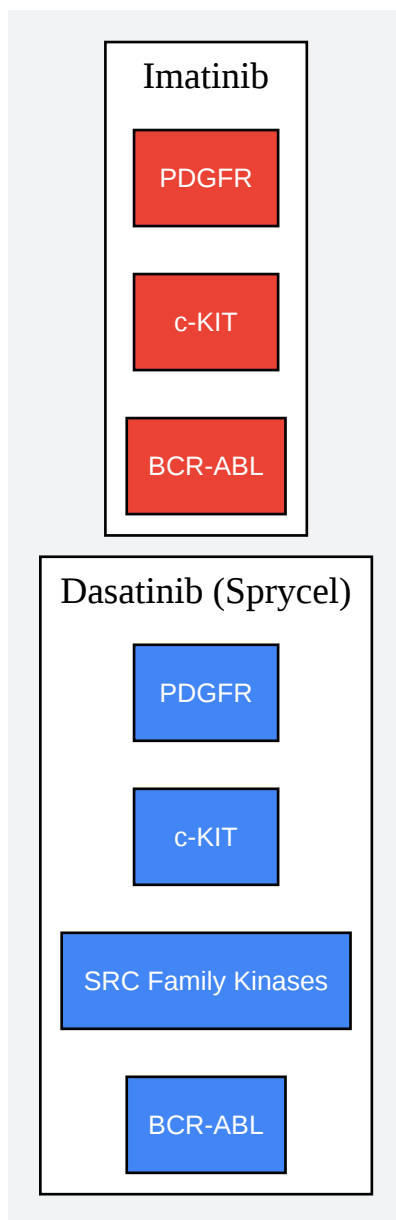 Imatinib
PDGFR
c-KIT
BCR-ABL
Dasatinib (Sprycel)
PDGFR
c-KIT
SRC Family Kinases
BCR-ABL